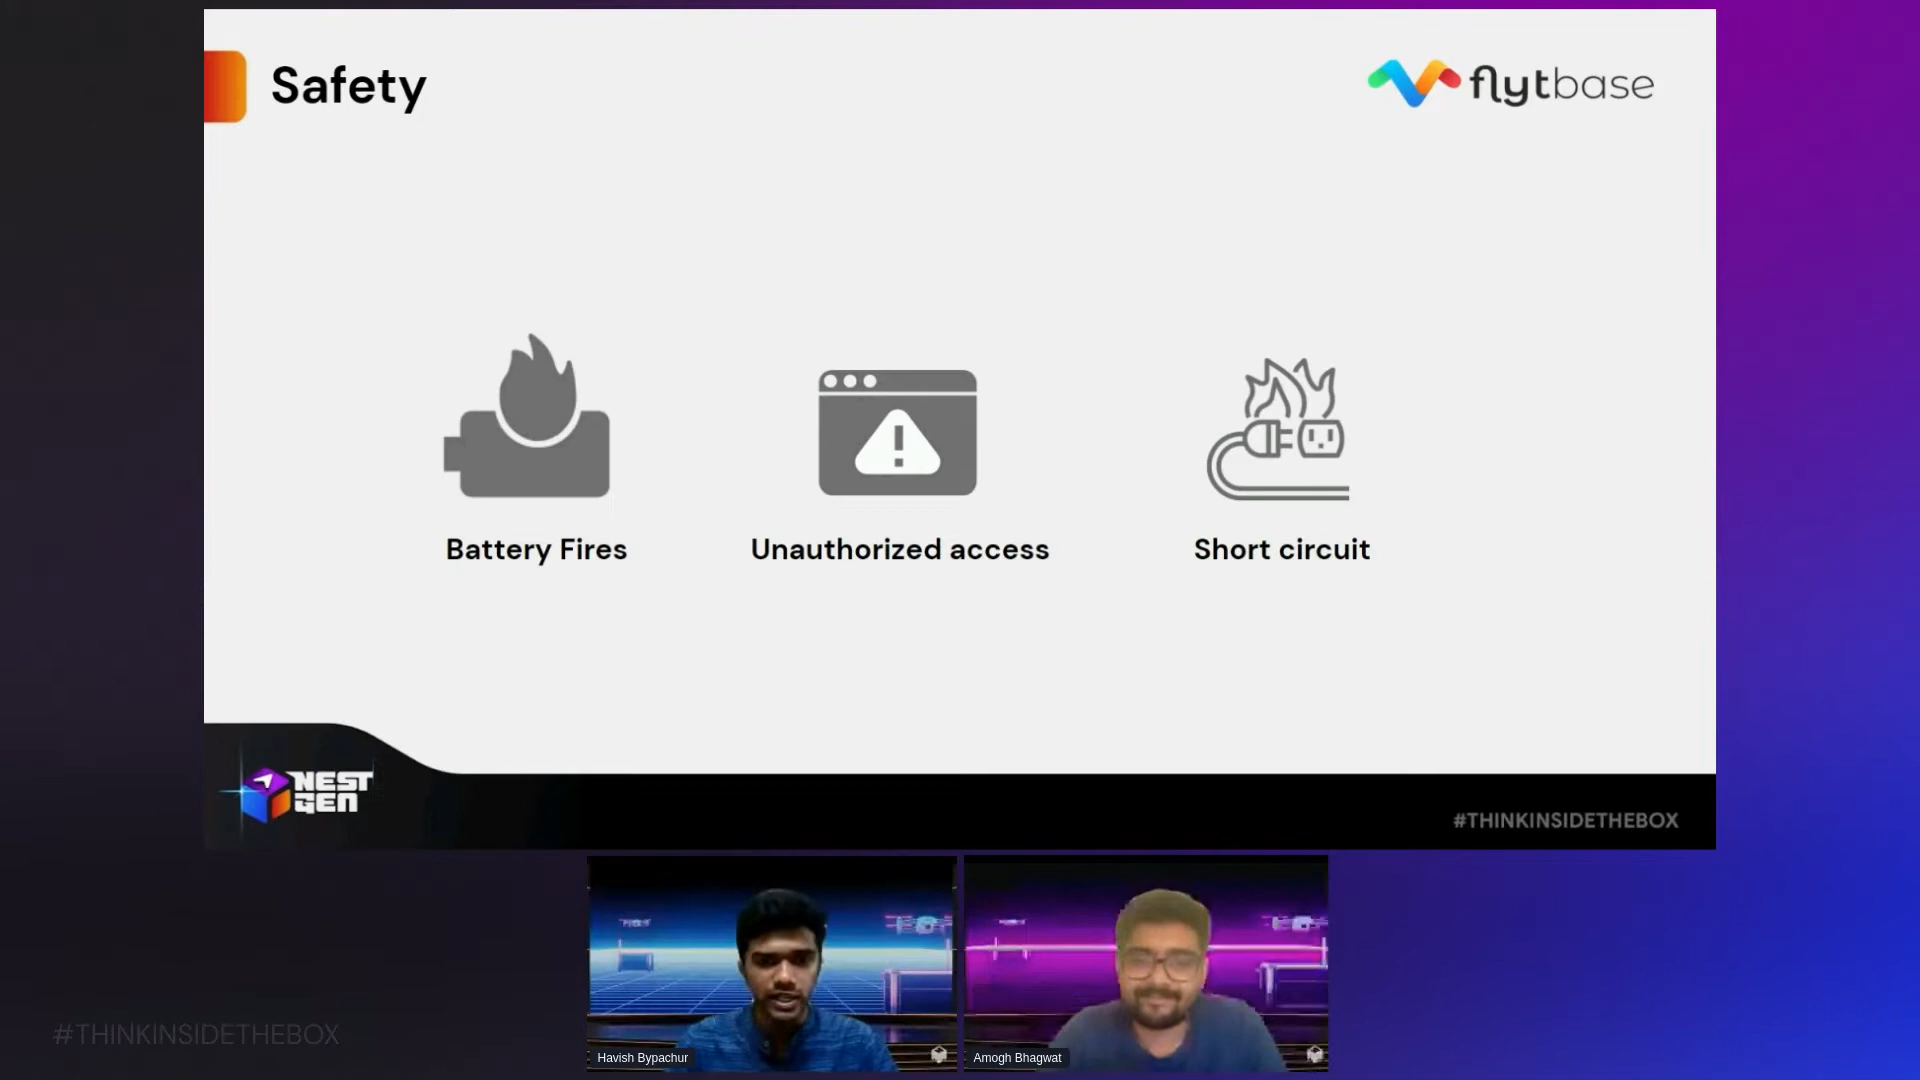 Safety
flytbase
Battery Fires
Unauthorized access
Short circuit
NEST
GEN
#THINKINSIDETHEBOX
Havish Bypachur
Amogh Bhagwat
#THINKINSIDETHEBOX